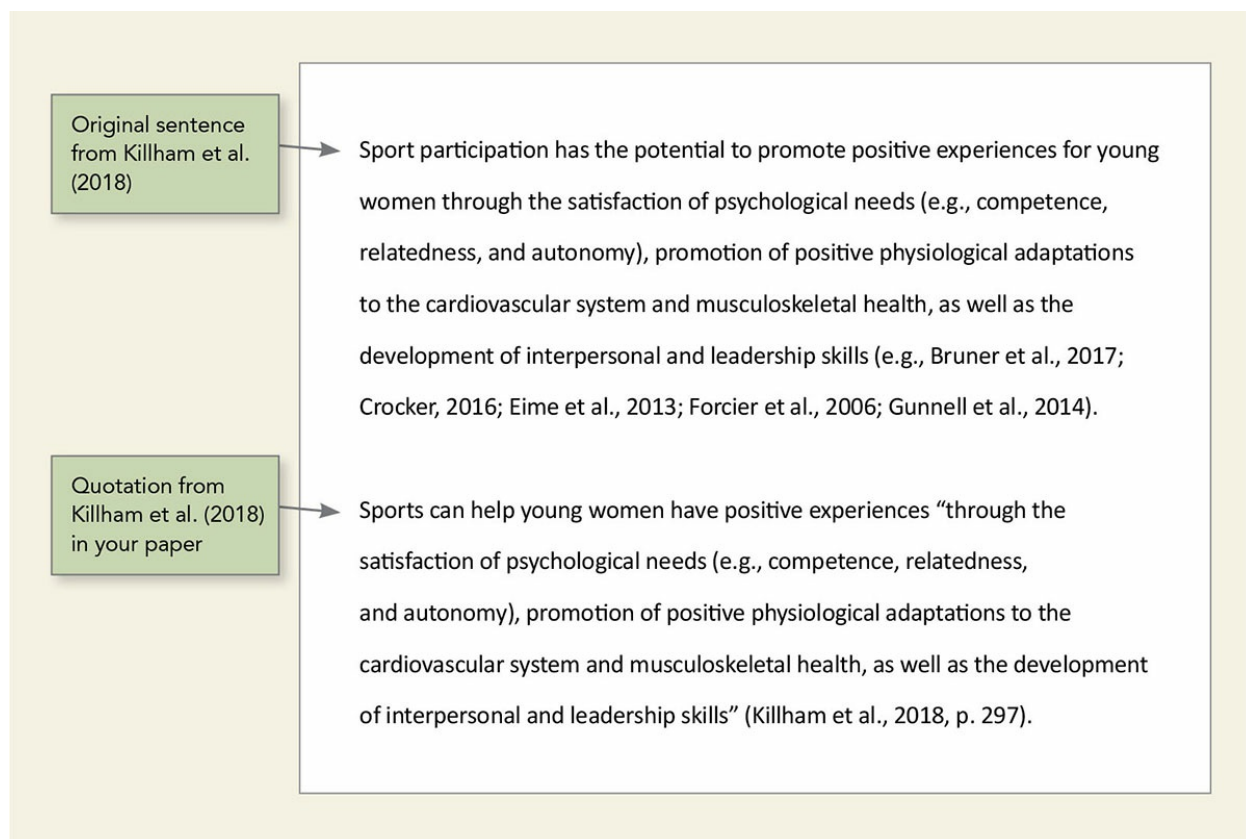 Original sentence
from Killham et al.
(2018)
Sport participation has the potential to promote positive experiences for young
women through the satisfaction of psychological needs (e.g., competence,
relatedness, and autonomy), promotion of positive physiological adaptations
to the cardiovascular system and musculoskeletal health, as well as the
development of interpersonal and leadership skills (e.g., Bruner et al., 2017;
Crocker, 2016; Eime et al., 2013; Forcier et al., 2006; Gunnell et al., 2014).
Quotation from
Killham et al. (2018)
in your paper
Sports can help young women have positive experiences “through the
satisfaction of psychological needs (e.g., competence, relatedness,
and autonomy), promotion of positive physiological adaptations to the
cardiovascular system and musculoskeletal health, as well as the development
of interpersonal and leadership skills” (Killham et al., 2018, p. 297).